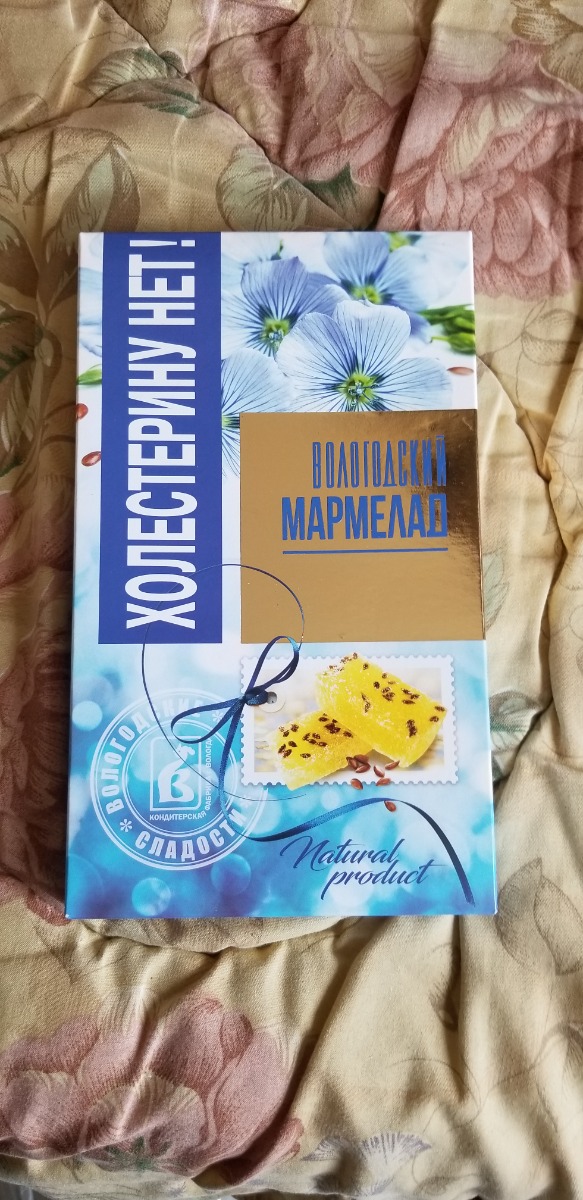 ХОЛЕСТЕРИНУ НЕТ!
ВОЛОГОДСКИЙ
МАРМЕЛАД
ВОЛОГОДСКИЕ
КОНДИТЕРСКАЯ
СЛАДОСТИ
Natural
product